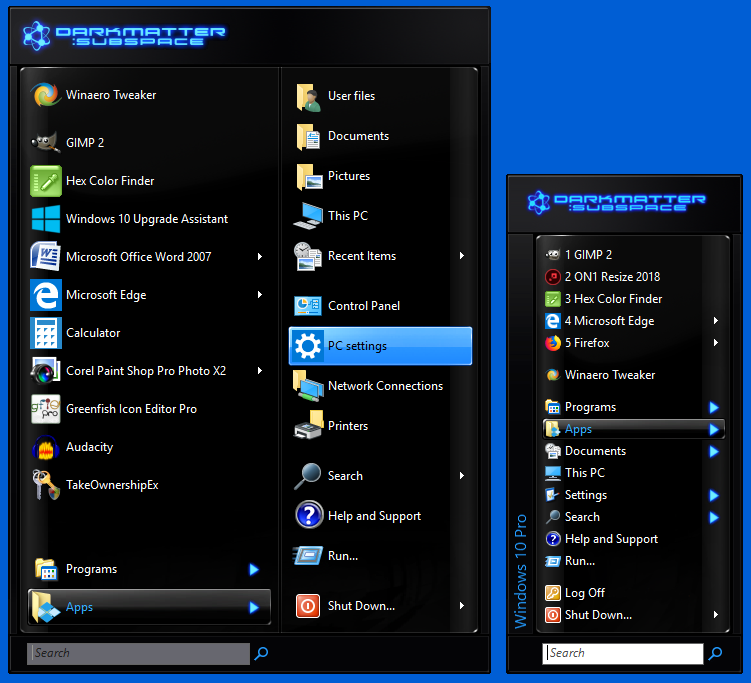 DARKMATTER
:SUBSPACE
Winaero Tweaker
GIMP 2
Hex Color Finder
Windows 10 Upgrade Assistant
Microsoft Office Word 2007
Microsoft Edge
Calculator
Corel Paint Shop Pro Photo X2
Greenfish Icon Editor Pro
Audacity
TakeOwnershipEx
Programs
Apps
Search
User files
Documents
Pictures
This PC
Recent Items
Control Panel
PC settings
Network Connections
Printers
Search
Help and Support
Run...
Shut Down...
DARKMATTER
:SUBSPACE
1 GIMP 2
2 ON1 Resize 2018
3 Hex Color Finder
4 Microsoft Edge
5 Firefox
Winaero Tweaker
Programs
Apps
Documents
This PC
Settings
Search
Help and Support
Run...
Log Off
Shut Down...
Windows 10 Pro
Search